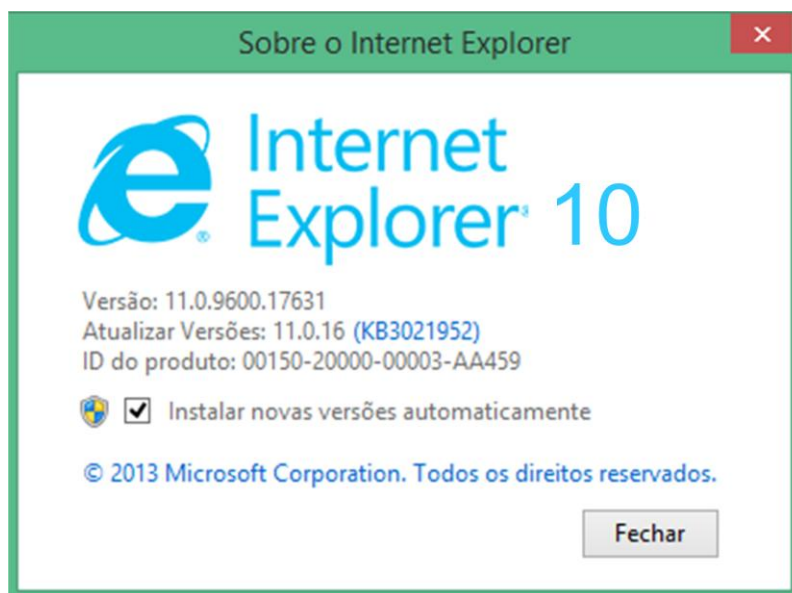 Sobre o Internet Explorer
Internet
Explorer 10
Versão: 11.0.9600.17631
Atualizar Versões: 11.0.16 (KB3021952)
ID do produto: 00150-20000-00003-AA459
Instalar novas versões automaticamente
© 2013 Microsoft Corporation. Todos os direitos reservados.
Fechar